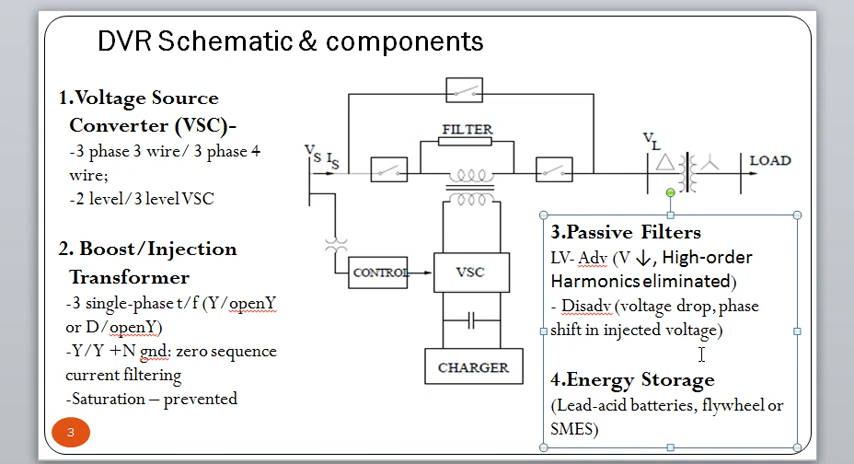 DVR Schematic & components
1.Voltage Source
Converter (VSC)-
-3 phase 3 wire/ 3 phase 4
wire;
-2 level/3 level VSC
2. Boost/Injection
Transformer
-3 single-phase t/f (Y/openY
or D/openY)
-Y/Y +N gnd: zero sequence
current filtering
-Saturation – prevented
3
FILTER
VS IS
VL
LOAD
CONTROL
VSC
CHARGER
3.Passive Filters
LV- Adv (V ↓, High-order
Harmonics eliminated)
- Disadv (voltage drop, phase
shift in injected voltage)
4.Energy Storage
(Lead-acid batteries, flywheel or
SMES)